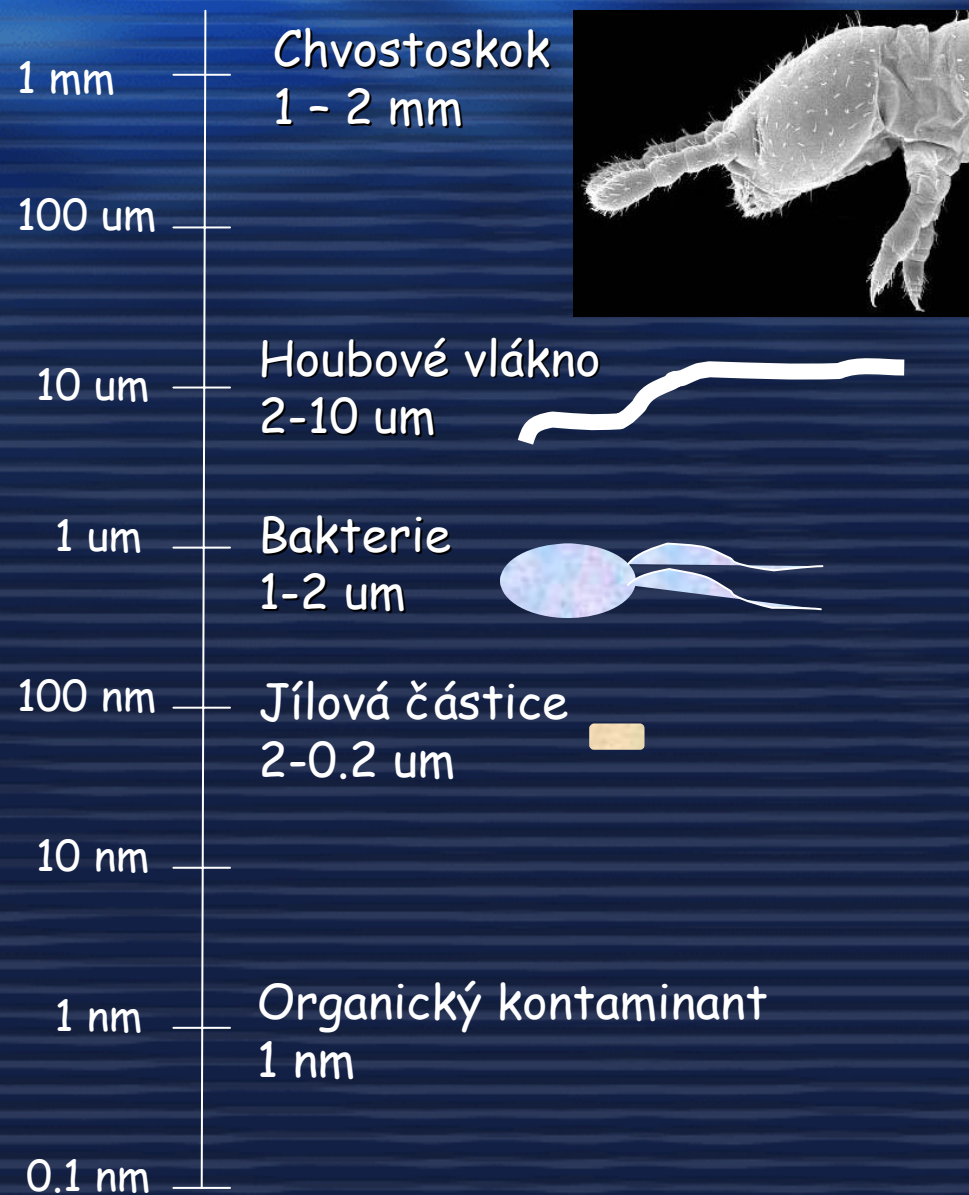 1 mm
Chvostoskok
1 – 2 mm
100 um
10 um
Houbové vlákno
2-10 um
1 um
Bakterie
1-2 um
100 nm
Jílová částice
2-0.2 um
10 nm
1 nm
Organický kontaminant
1 nm
0.1 nm